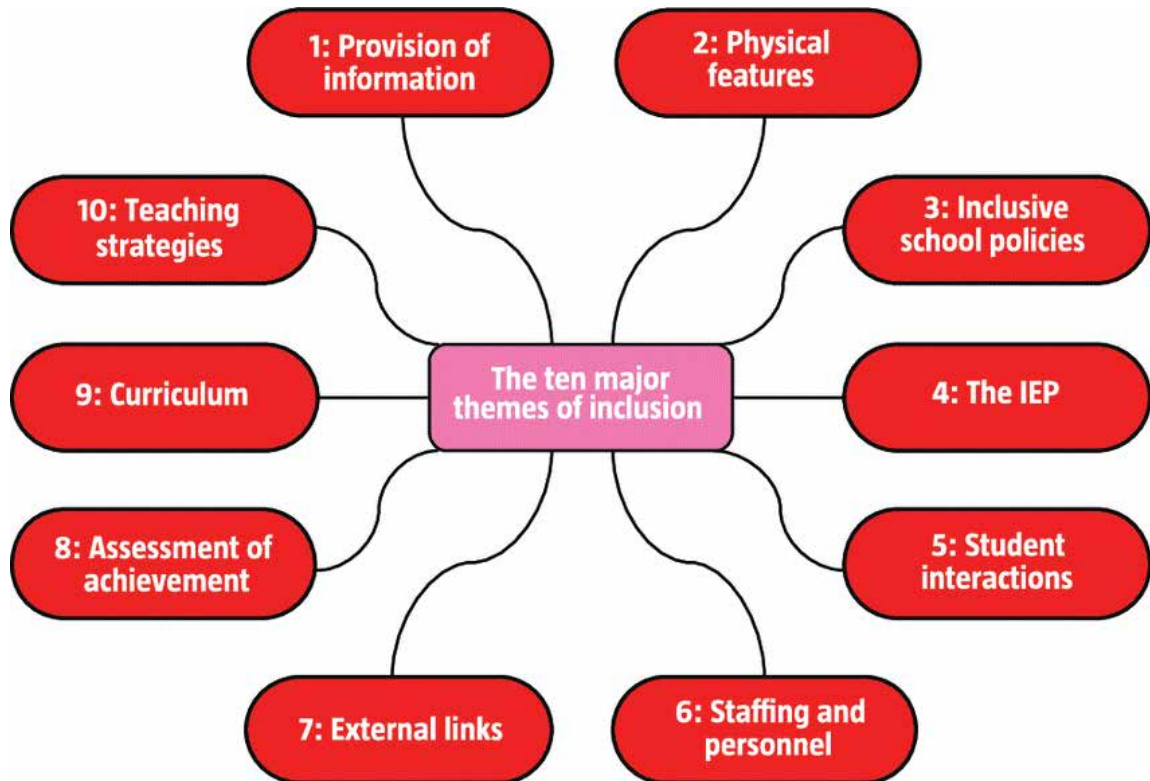 The ten major
themes of inclusion
1: Provision of
information
2: Physical
features
3: Inclusive
school policies
4: The IEP
5: Student
interactions
6: Staffing and
personnel
7: External links
8: Assessment of
achievement
9: Curriculum
10: Teaching
strategies